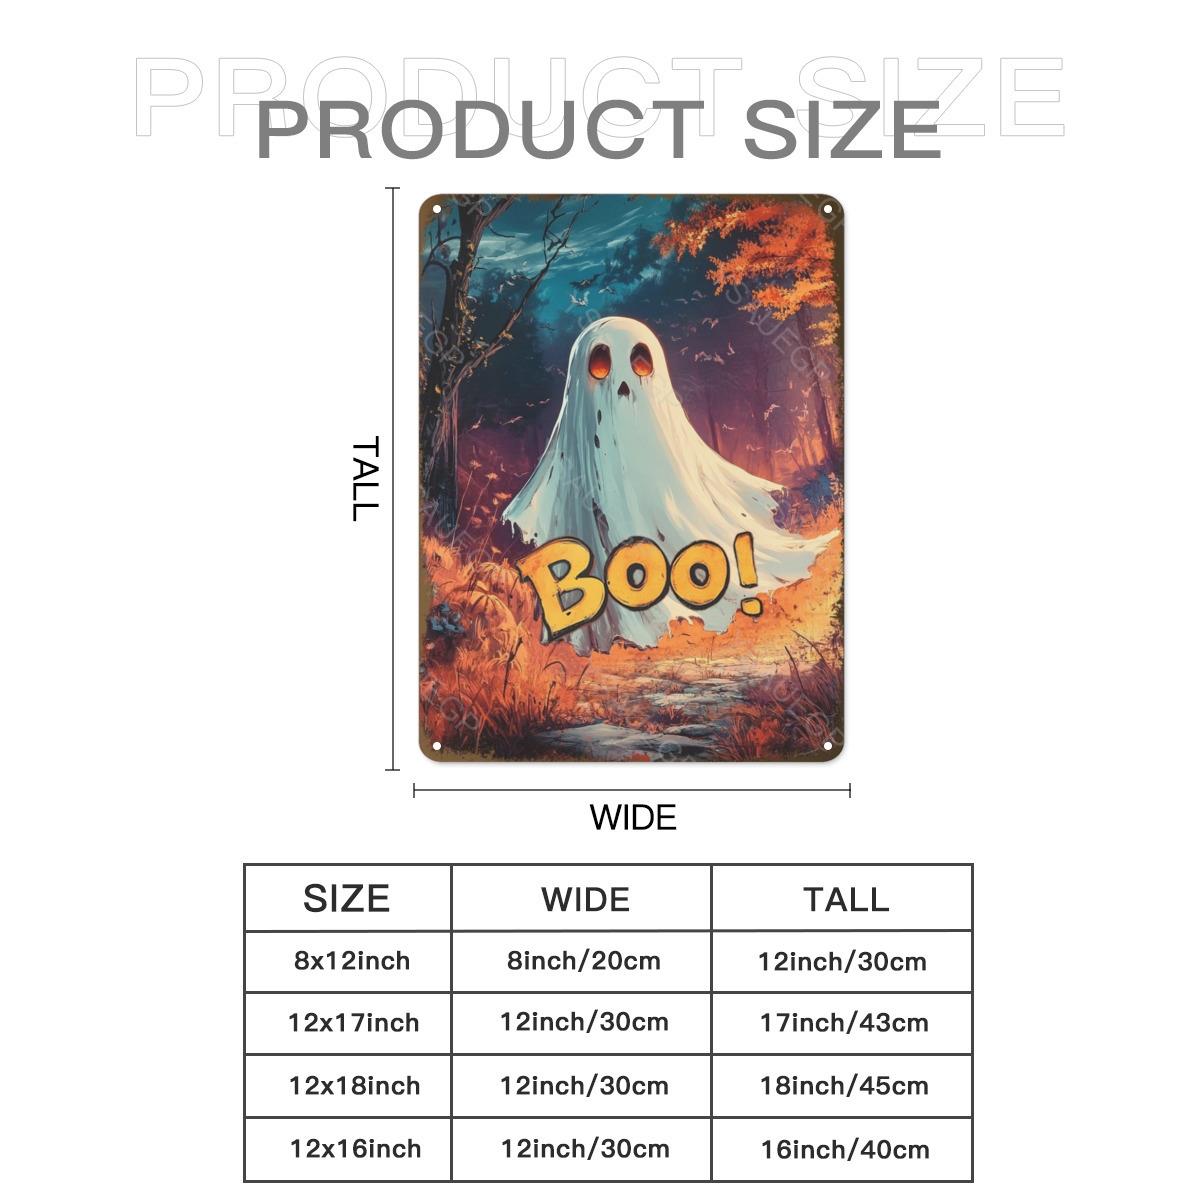 PRODUCT SIZE
PRODUCT SIZE
TALL
BOO!
WIDE
SIZE WIDE TALL
8x12inch 8inch/20cm 12inch/30cm
12x17inch 12inch/30cm 17inch/43cm
12x18inch 12inch/30cm 18inch/45cm
12x16inch 12inch/30cm 16inch/40cm